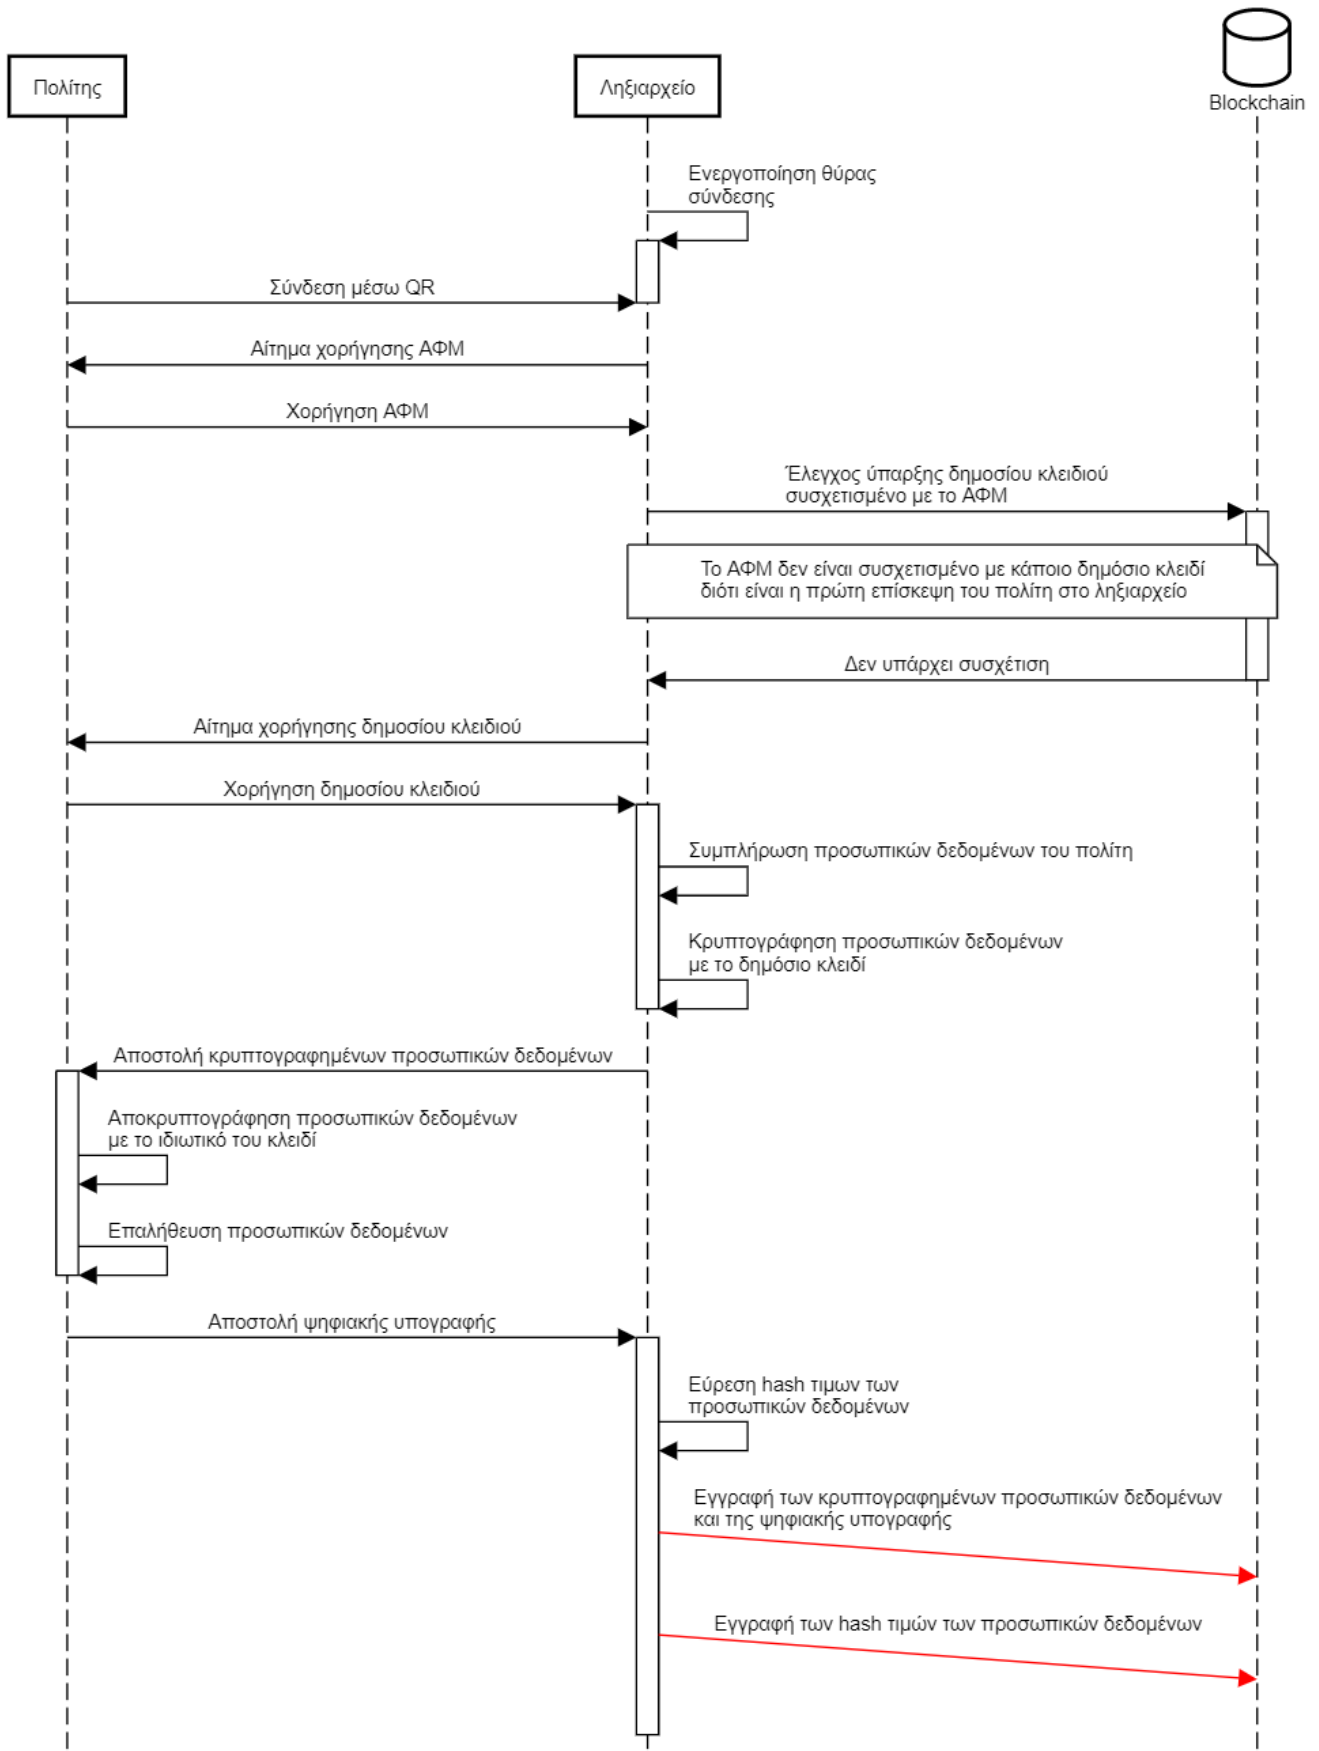 Πολίτης
Ληξιαρχείο
Blockchain
Ενεργοποίηση θύρας
σύνδεσης
Σύνδεση μέσω QR
Αίτημα χορήγησης ΑΦΜ
Χορήγηση ΑΦΜ
Έλεγχος ύπαρξης δημοσίου κλειδιού
συσχετισμένο με το ΑΦΜ
Το ΑΦΜ δεν είναι συσχετισμένο με κάποιο δημόσιο κλειδί
διότι είναι η πρώτη επίσκεψη του πολίτη στο ληξιαρχείο
Δεν υπάρχει συσχέτιση
Αίτημα χορήγησης δημοσίου κλειδιού
Χορήγηση δημοσίου κλειδιού
Συμπλήρωση προσωπικών δεδομένων του πολίτη
Κρυπτογράφηση προσωπικών δεδομένων
με το δημόσιο κλειδί
Αποστολή κρυπτογραφημένων προσωπικών δεδομένων
Αποκρυπτογράφηση προσωπικών δεδομένων
με το ιδιωτικό του κλειδί
Επαλήθευση προσωπικών δεδομένων
Αποστολή ψηφιακής υπογραφής
Εύρεση hash τιμων των
προσωπικών δεδομένων
Εγγραφή των κρυπτογραφημένων προσωπικών δεδομένων
και της ψηφιακής υπογραφής
Εγγραφή των hash τιμών των προσωπικών δεδομένων